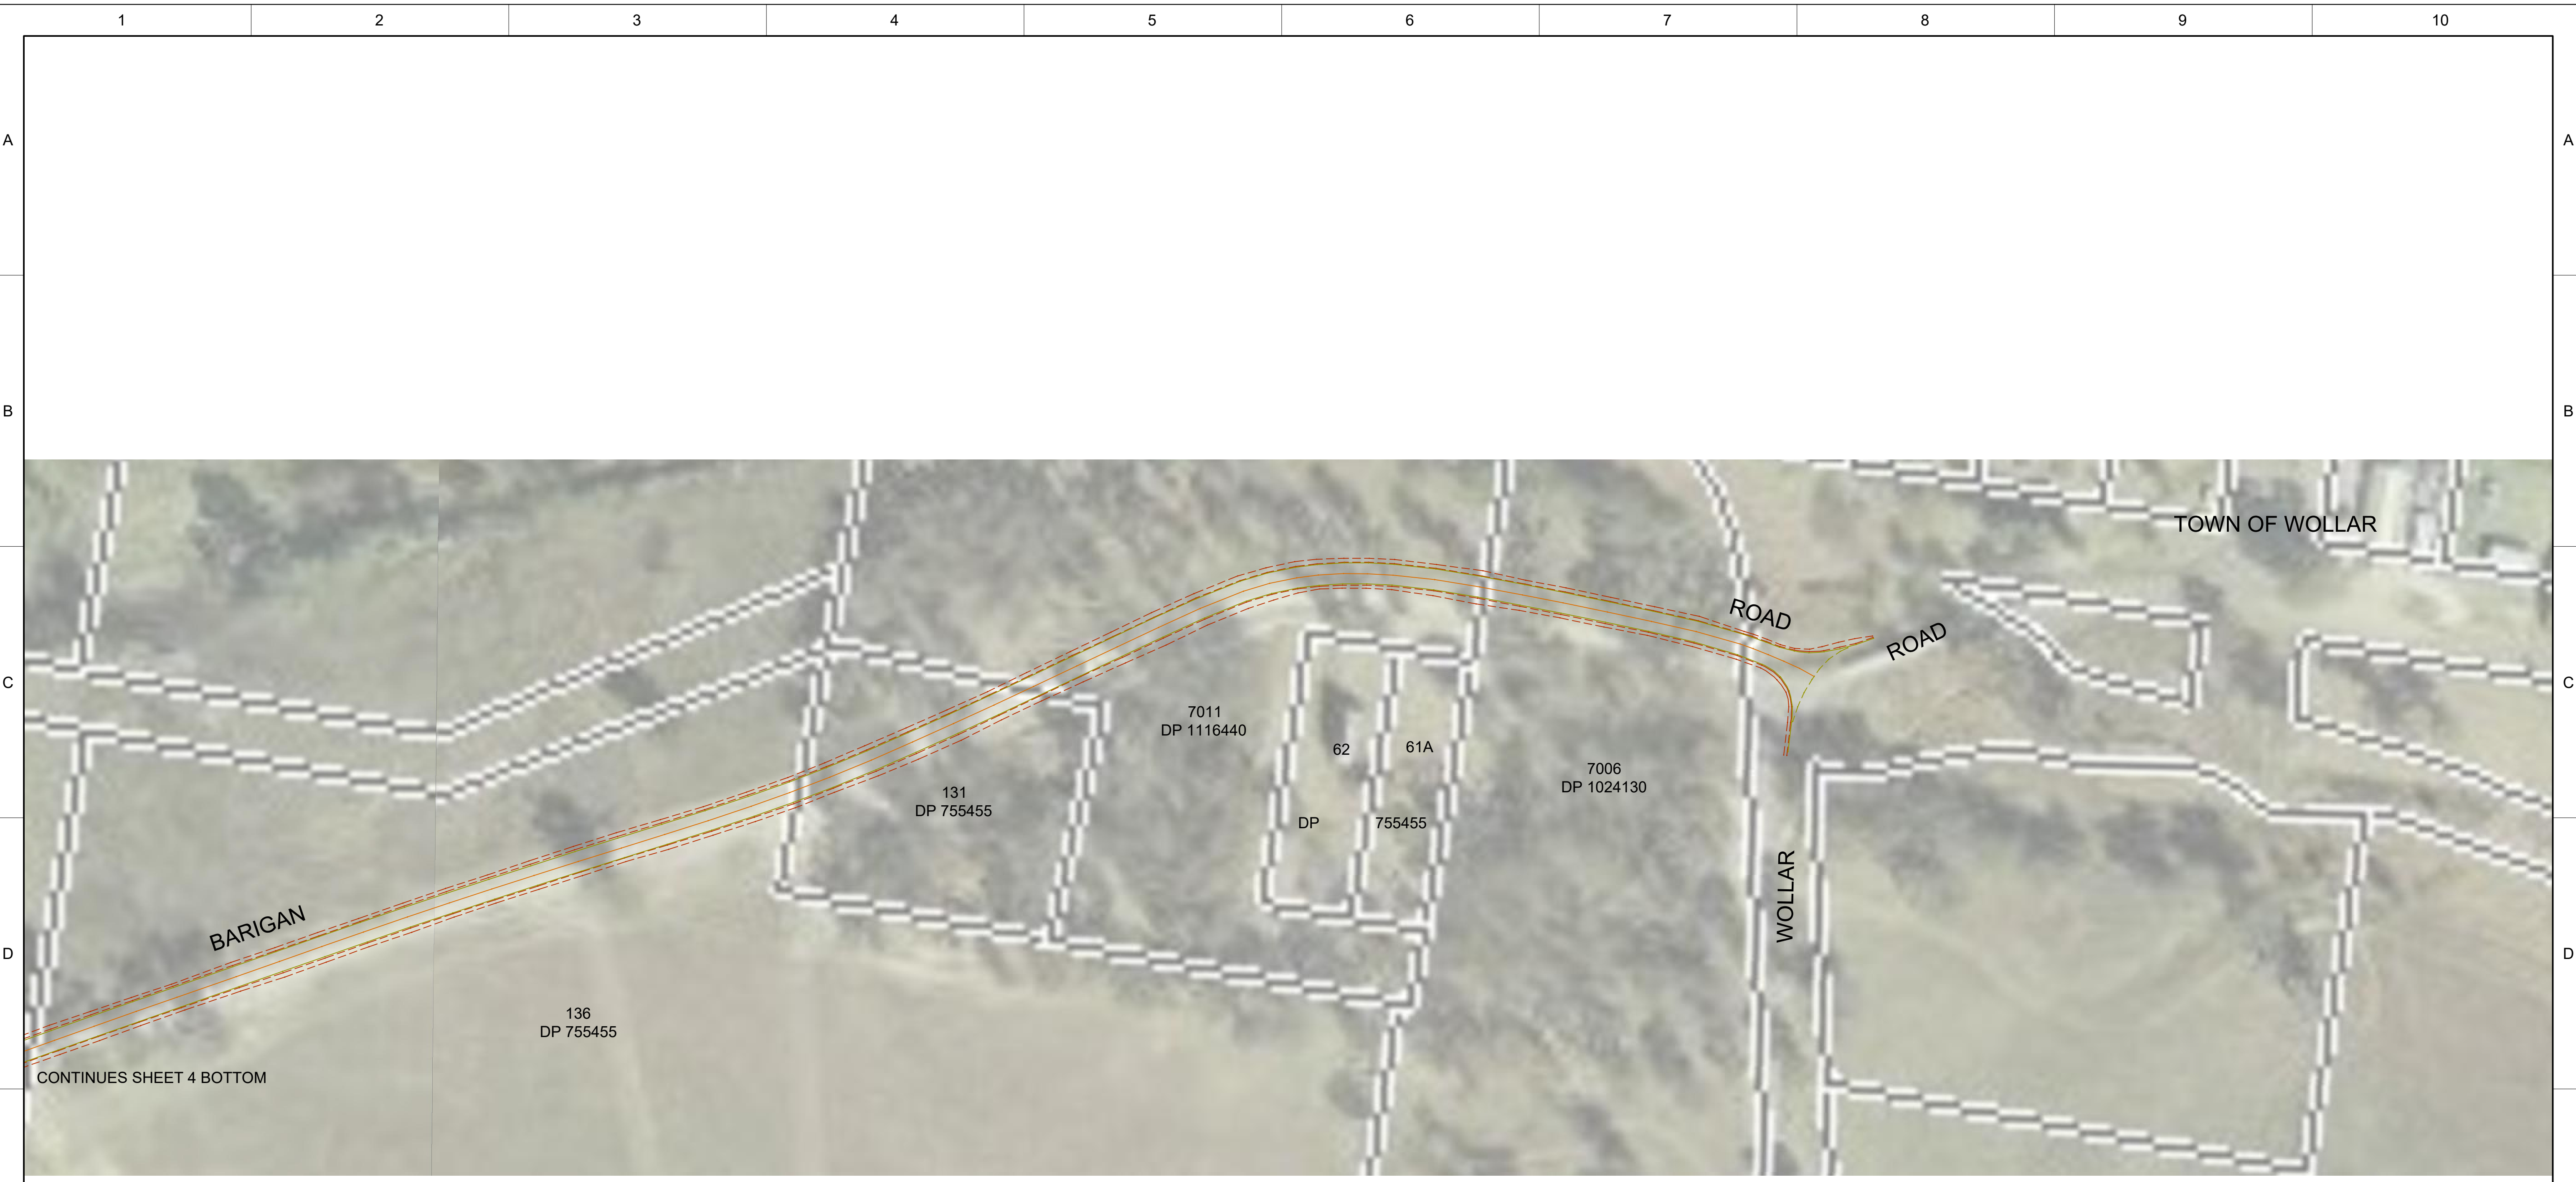 1 2 3 4 5 6 7 8 9 10
A A
B B
TOWN OF WOLLAR
ROAD
ROAD
C C
7011
DP 1116440
62 61A
7006
DP 1024130
131
DP 755455
DP 755455
WOLLAR
BARIGAN
D D
136
DP 755455
CONTINUES SHEET 4 BOTTOM